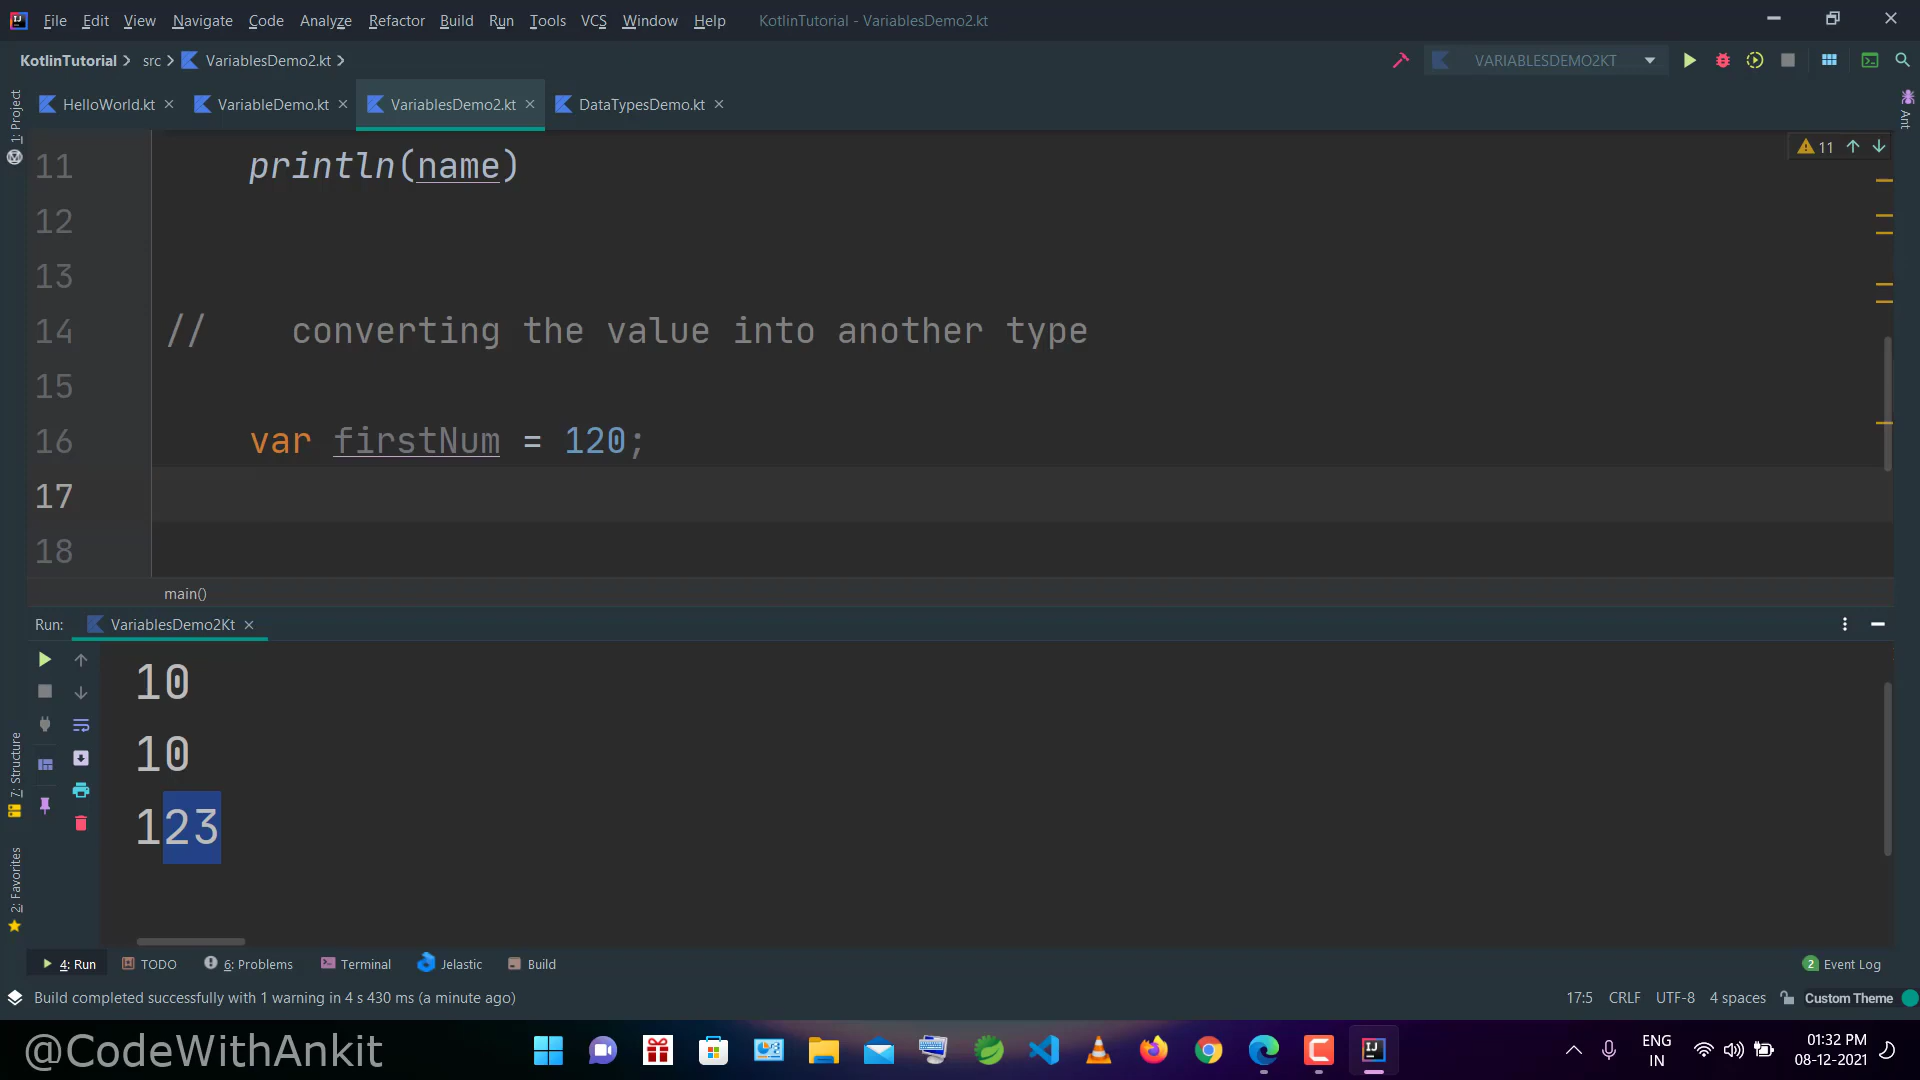 File Edit View Navigate Code Analyze Refactor Build Run Tools VCS Window Help KotlinTutorial - VariablesDemo2.kt
KotlinTutorial src VariablesDemo2.kt VARIABLESDEMO2KT
HelloWorld.kt VariableDemo.kt VariablesDemo2.kt DataTypesDemo.kt
1: Project
Ant
11 println(name)
11
12
13
14 // converting the value into another type
15
16 var firstNum = 120;
17
18
main()
Run: VariablesDemo2Kt
10
10
123
7: Structure
2: Favorites
4: Run TODO 6: Problems Terminal Jelastic Build 2 Event Log
Build completed successfully with 1 warning in 4 s 430 ms (a minute ago) 17:5 CRLF UTF-8 4 spaces Custom Theme
@CodeWithAnkit
ENG
IN
01:32 PM
08-12-2021